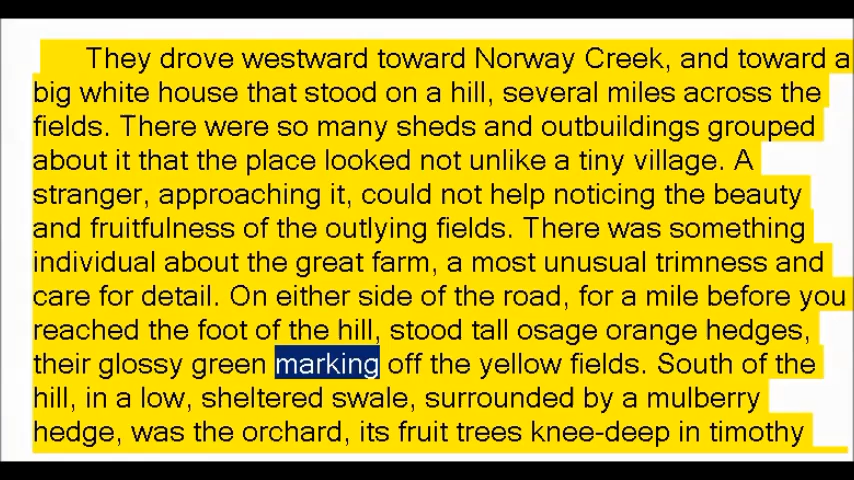 They drove westward toward Norway Creek, and toward a
big white house that stood on a hill, several miles across the
fields. There were so many sheds and outbuildings grouped
about it that the place looked not unlike a tiny village. A
stranger, approaching it, could not help noticing the beauty
and fruitfulness of the outlying fields. There was something
individual about the great farm, a most unusual trimness and
care for detail. On either side of the road, for a mile before you
reached the foot of the hill, stood tall osage orange hedges,
their glossy green marking off the yellow fields. South of the
hill, in a low, sheltered swale, surrounded by a mulberry
hedge, was the orchard, its fruit trees knee-deep in timothy